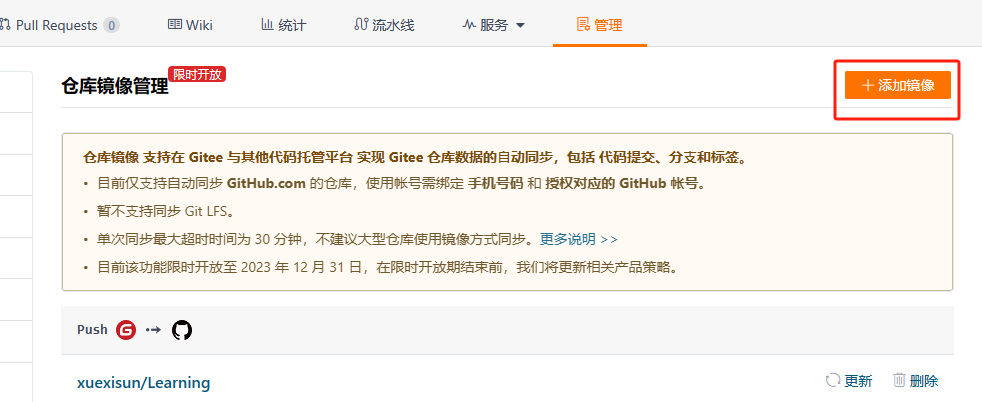 Pull Requests 0 Wiki 统计 流水线 服务 管理
仓库镜像管理 限时开放
添加镜像
仓库镜像 支持在 Gitee 与其他代码托管平台 实现 Gitee 仓库数据的自动同步，包括 代码提交、分支和标签。
• 目前仅支持自动同步 GitHub.com 的仓库，使用帐号需绑定 手机号码 和 授权对应的 GitHub 帐号。
• 暂不支持同步 Git LFS。
• 单次同步最大超时时间为 30 分钟，不建议大型仓库使用镜像方式同步。更多说明 >>
• 目前该功能限时开放至 2023 年 12 月 31 日，在限时开放期结束前，我们将更新相关产品策略。
Push
xuexisun/Learning 更新 删除